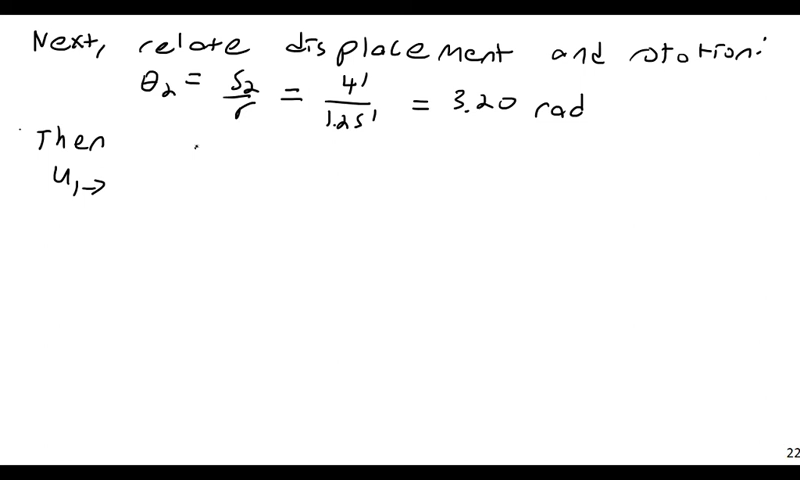 Next, relate displacement and rotation:
θ₂ = S₂/r = 4'/1.25' = 3.20 rad
Then
U₁→
22